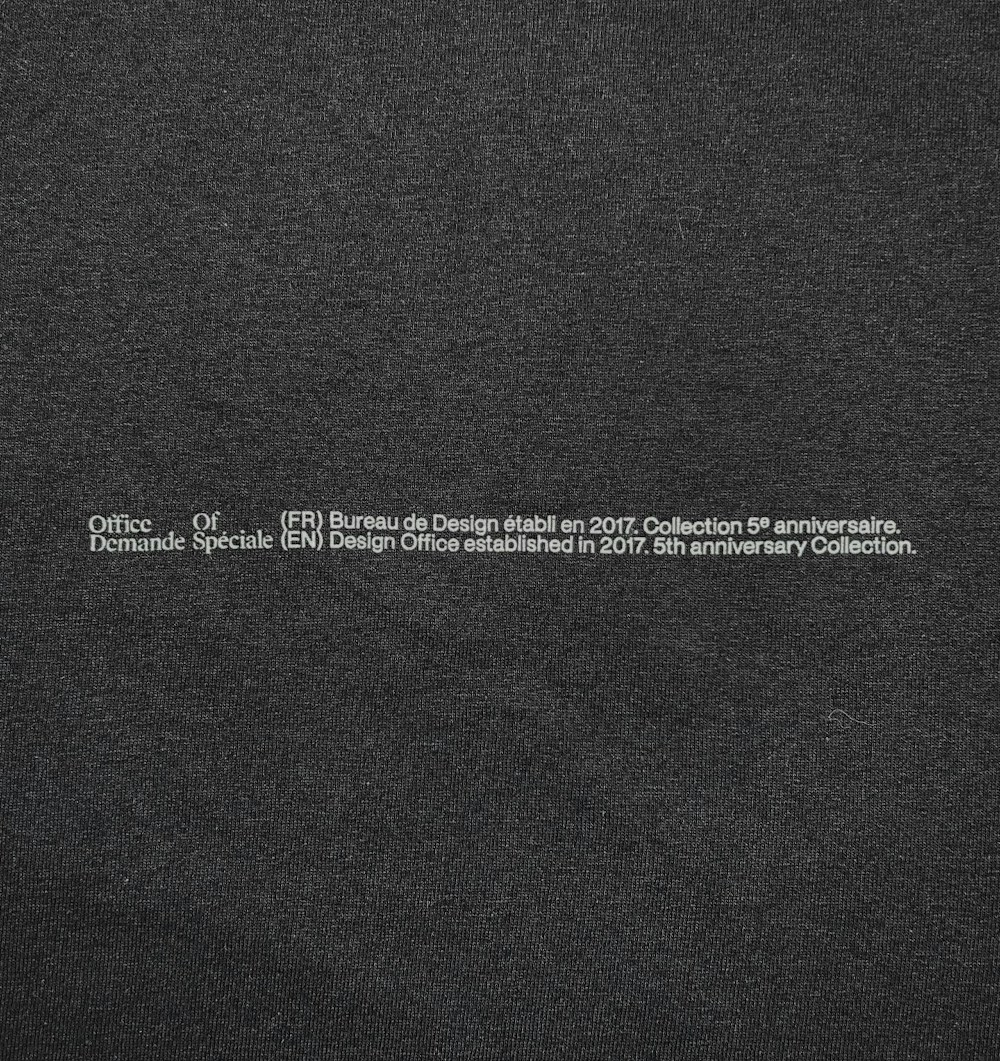 Office Of (FR) Bureau de Design établi en 2017. Collection 5ᵉ anniversaire.
Demande Spéciale (EN) Design Office established in 2017. 5th anniversary Collection.